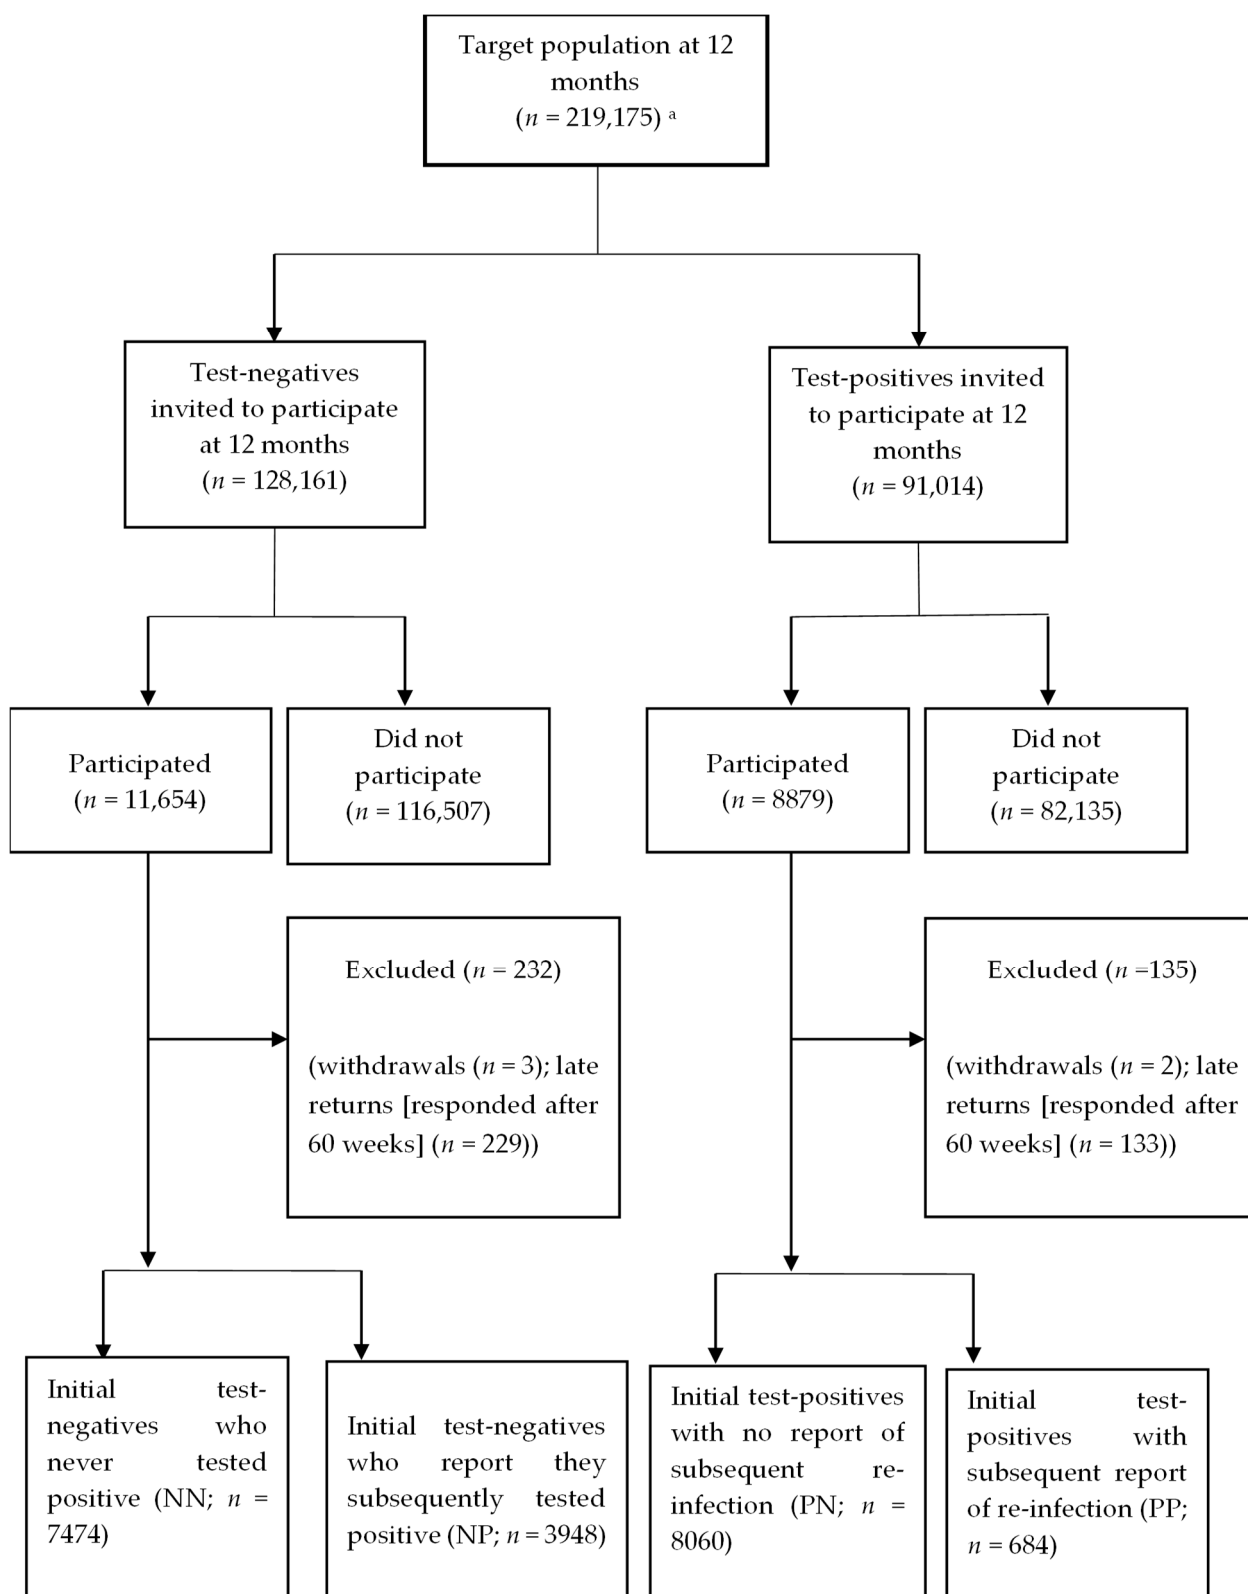 Target population at 12
months
(n = 219,175) a
Test-negatives
invited to participate
at 12 months
(n = 128,161)
Test-positives invited
to participate at 12
months
(n = 91,014)
Participated
(n = 11,654)
Did not
participate
(n = 116,507)
Participated
(n = 8879)
Did not
participate
(n = 82,135)
Excluded (n = 232)
(withdrawals (n = 3); late
returns [responded after
60 weeks] (n = 229))
Excluded (n =135)
(withdrawals (n = 2); late
returns [responded after
60 weeks] (n = 133))
Initial test-
negatives who
never tested
positive (NN; n =
7474)
Initial test-negatives
who report they
subsequently tested
positive (NP; n = 3948)
Initial test-positives
with no report of
subsequent re-
infection (PN; n =
8060)
Initial test-
positives with
subsequent report
of re-infection (PP;
n = 684)